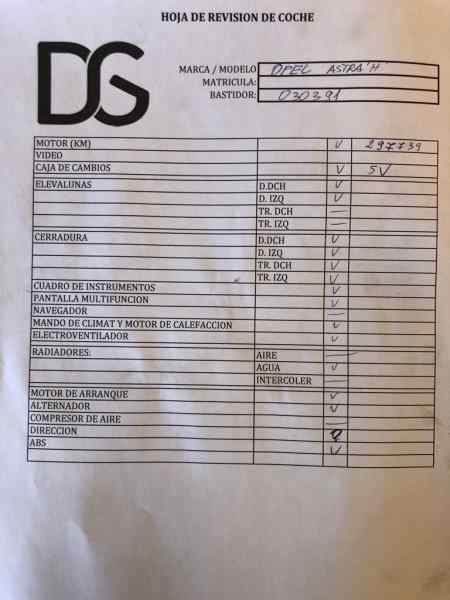 HOJA DE REVISION DE COCHE
DS
MARCA / MODELO OPEL ASTRA'H
MATRICULA:
BASTIDOR: 030391
MOTOR (KM) V 297739
VIDEO
CAJA DE CAMBIOS V 5V
ELEVALUNAS D.DCH V
D. IZQ V
TR. DCH —
TR. IZQ —
CERRADURA D.DCH V
D. IZQ V
TR. DCH V
TR. IZQ V
CUADRO DE INSTRUMENTOS V
PANTALLA MULTIFUNCION V
NAVEGADOR —
MANDO DE CLIMAT Y MOTOR DE CALEFACCION V
ELECTROVENTILADOR V
RADIADORES: AIRE —
AGUA V
INTERCOLER —
MOTOR DE ARRANQUE V
ALTERNADOR V
COMPRESOR DE AIRE —
DIRECCION ?
ABS V